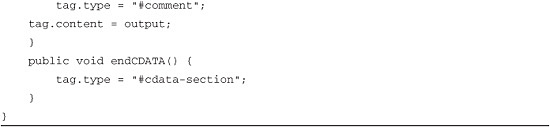 tag.type = "#comment";
tag.content = output;
}
public void endCDATA() {
tag.type = "#cdata-section";
}
}